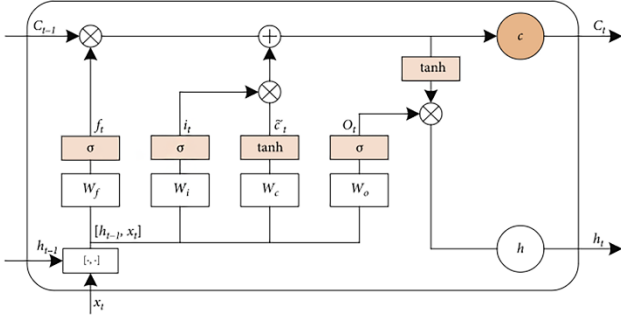 C_{t-1}
c
C_t
tanh
f_t
i_t
c̃_t
O_t
σ
σ
tanh
σ
W_f
W_i
W_c
W_o
[h_{t-1}, x_t]
h_{t-1}
[·, ·]
h
h_t
x_t